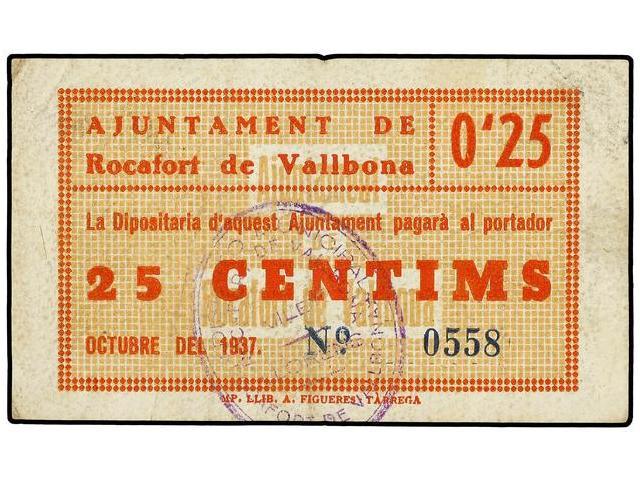 AJUNTAMENT DE
Rocafort de Vallbona
0'25
La Dipositaria d'aquest Ajuntament pagarà al portador
25 CENTIMS
OCTUBRE DEL 1937. Nº 0558
IMP. LLIB. A. FIGUERES, TÀRREGA